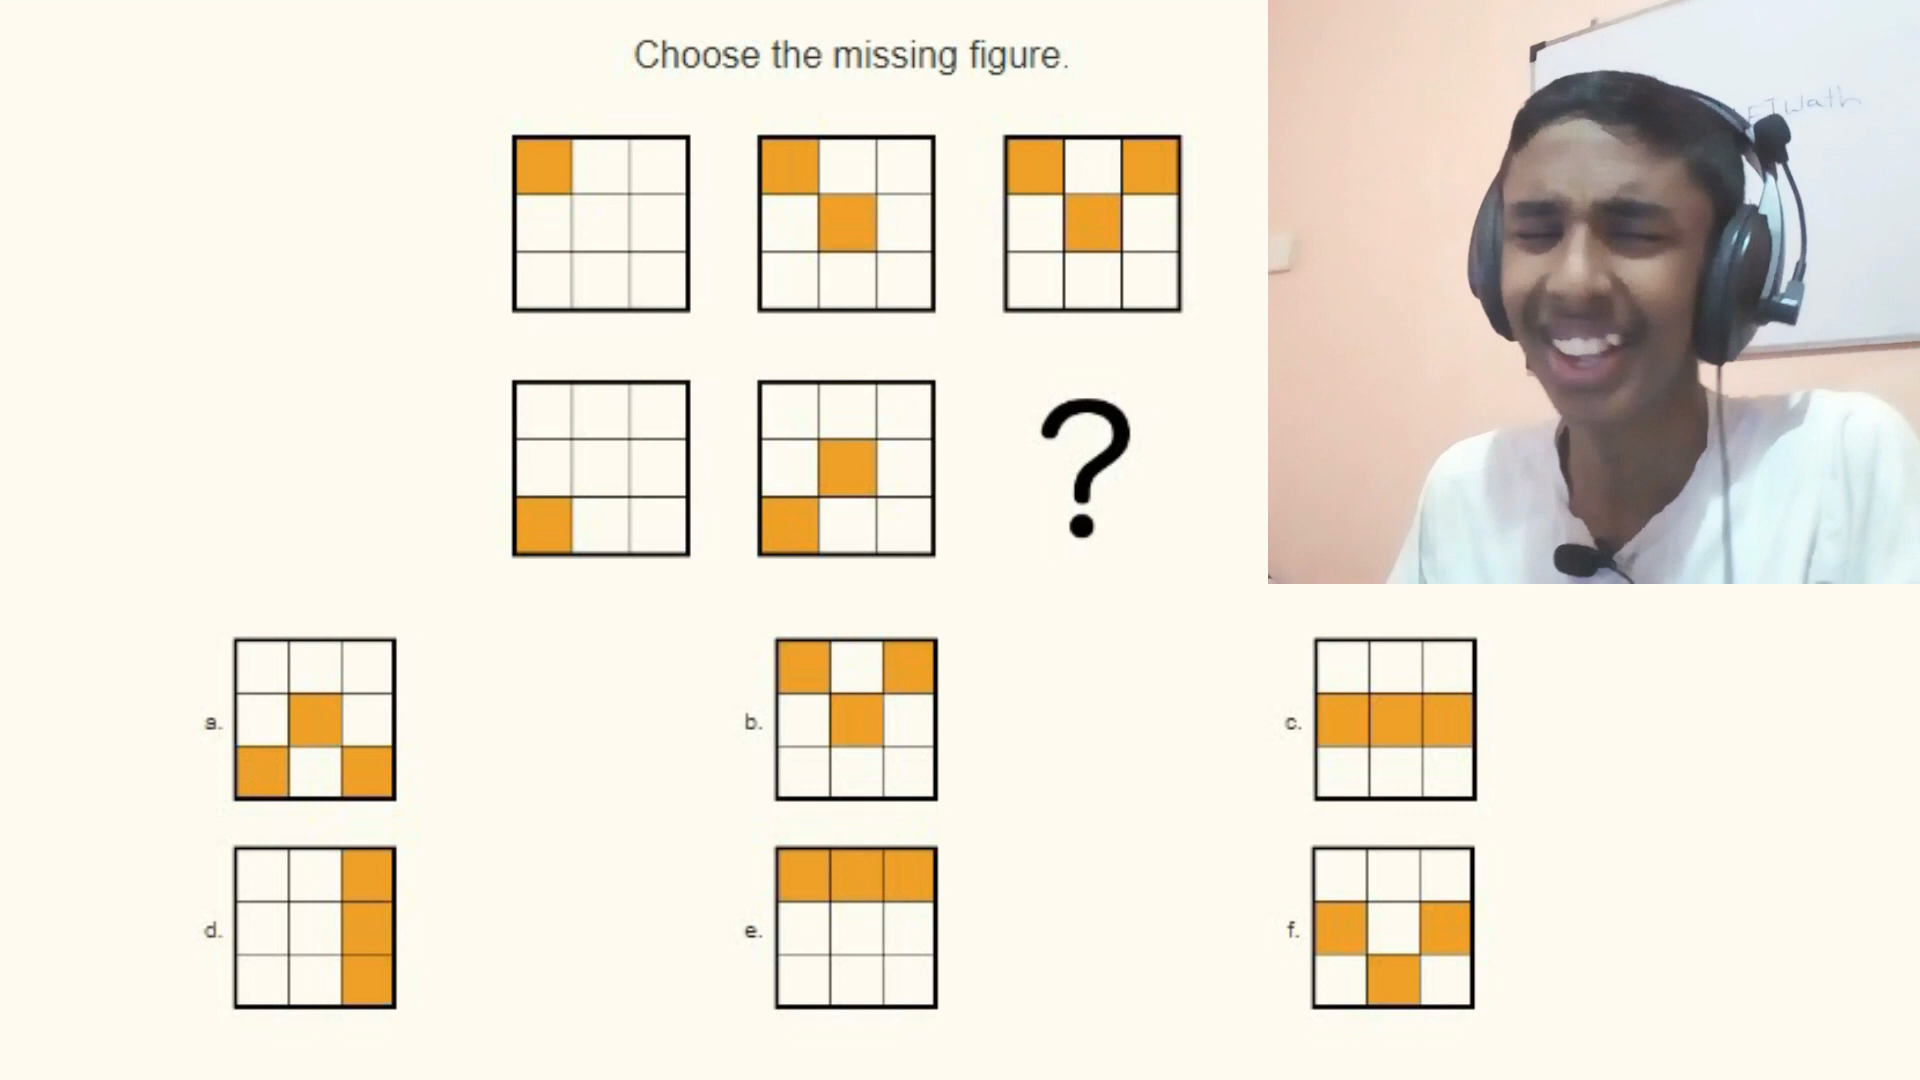 Choose the missing figure.
?
a.
b.
c.
d.
e.
f.